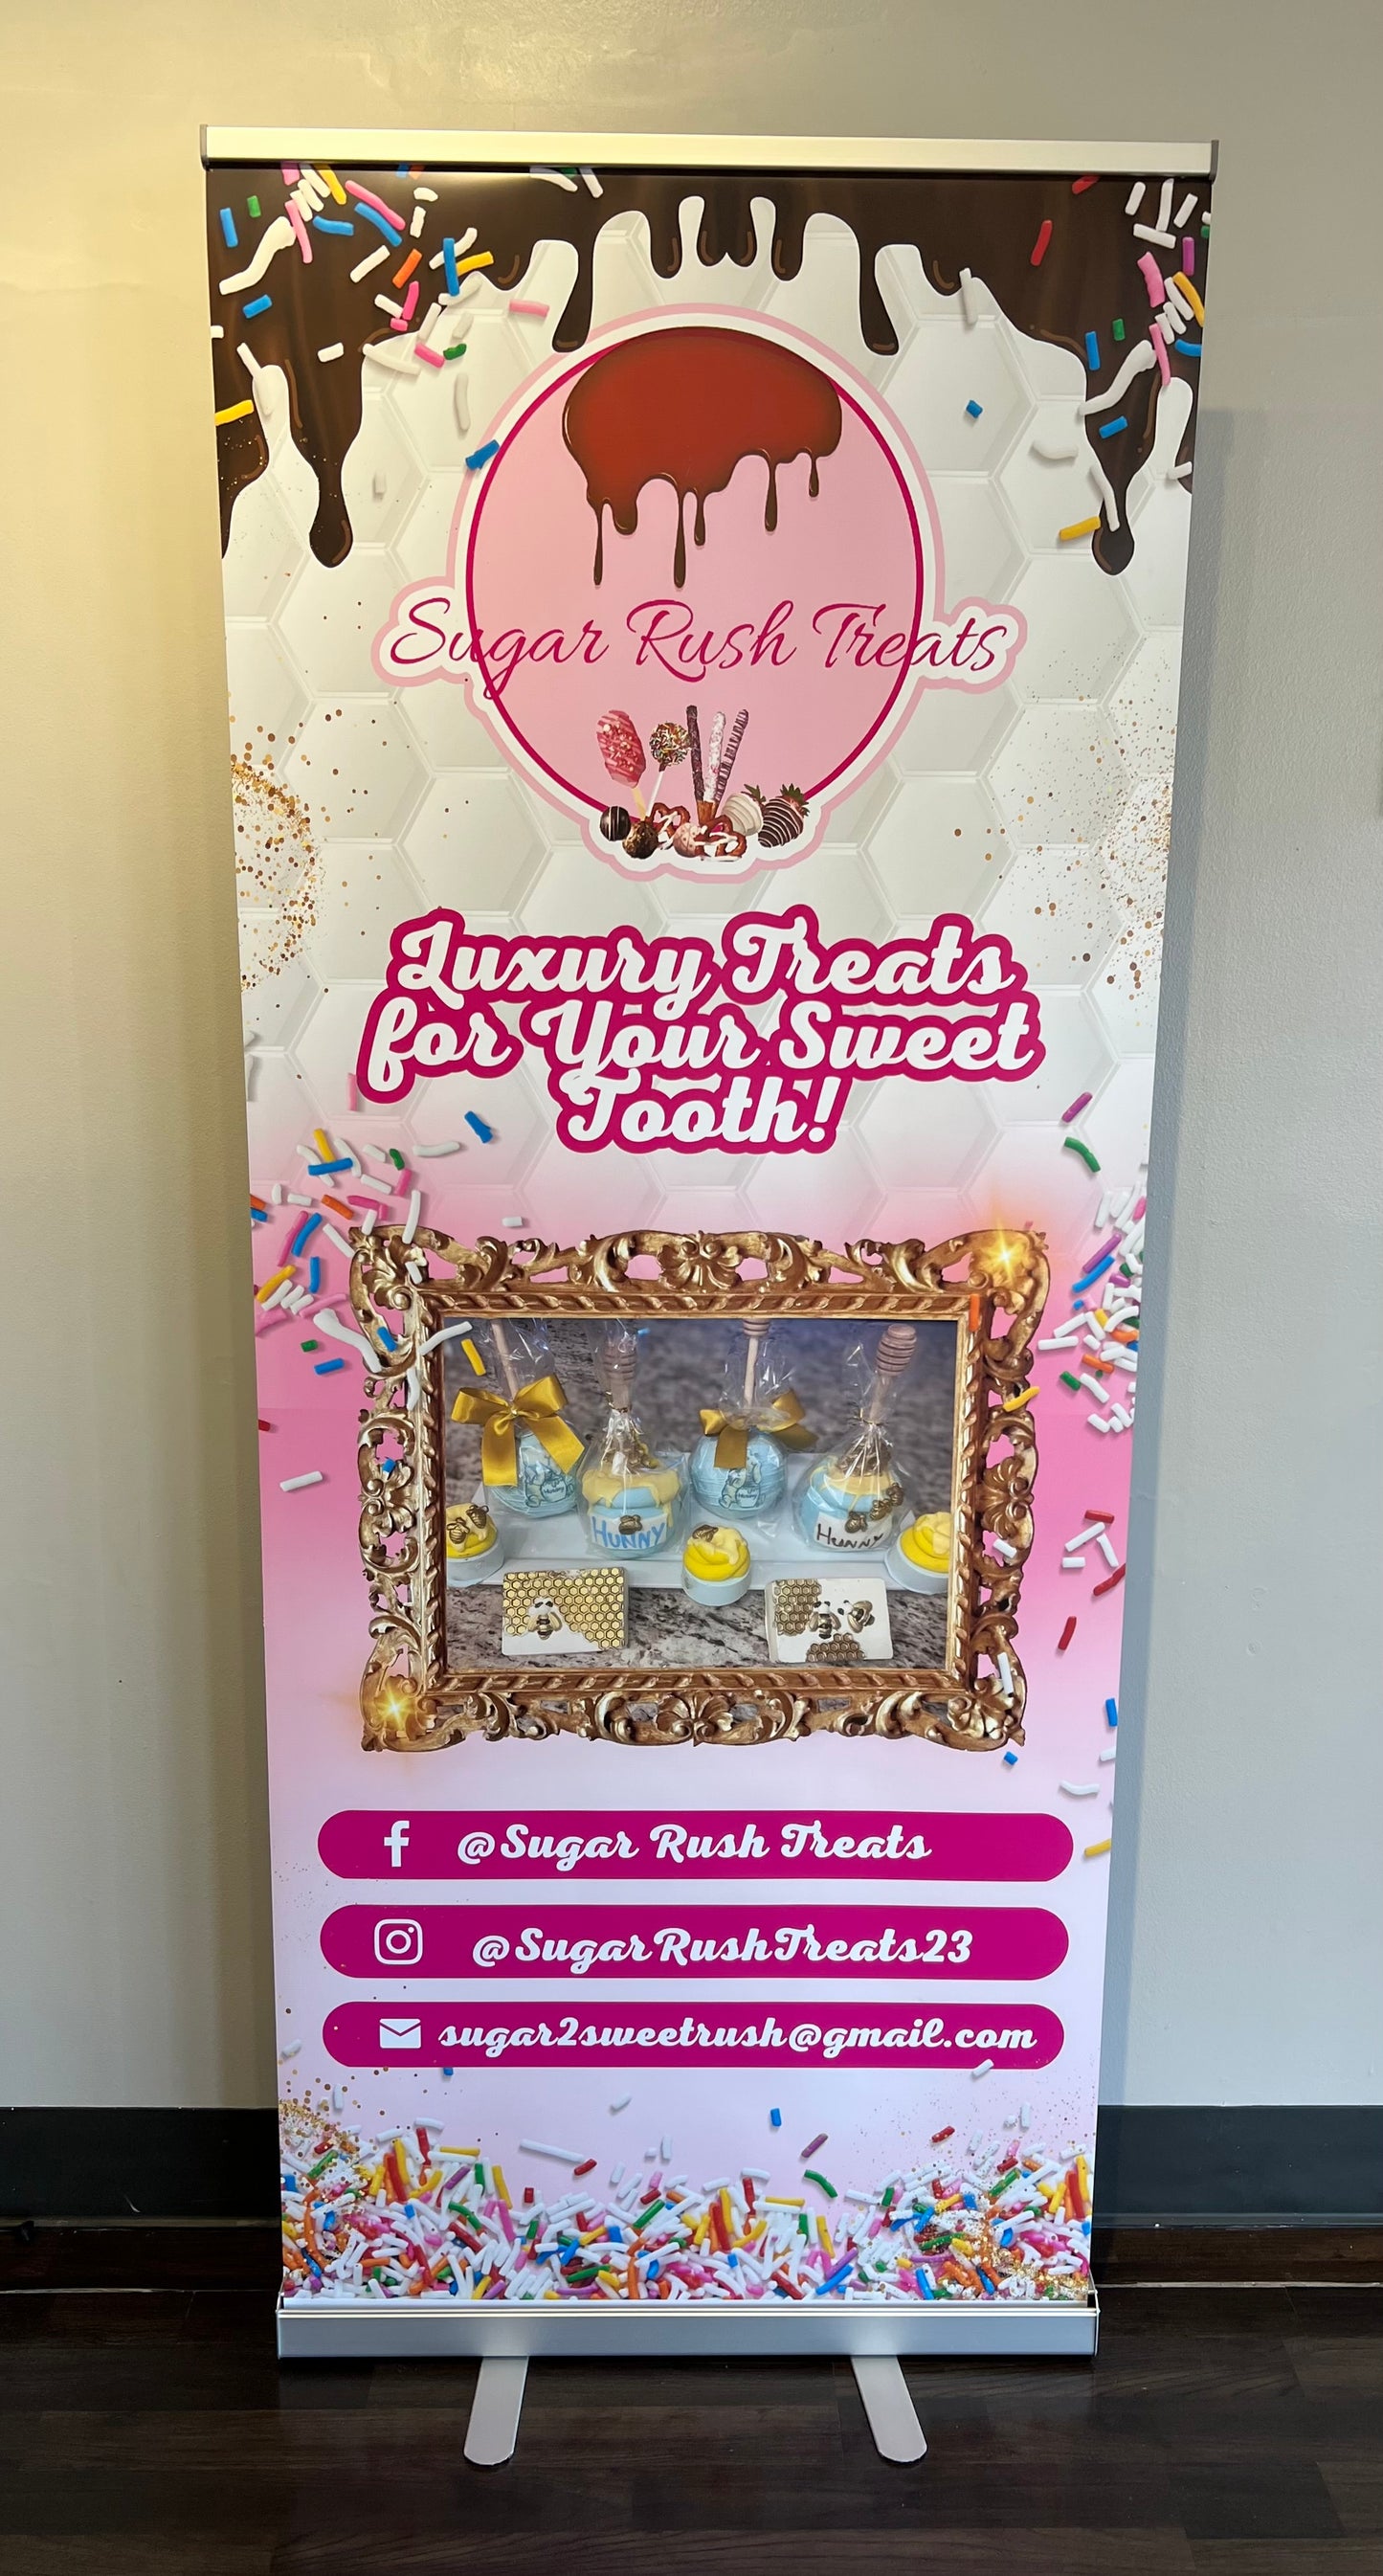 Sugar Rush Treats
Luxury Treats
for Your Sweet
Tooth!
HUNNY
HUNNY
@Sugar Rush Treats
@SugarRushTreats23
sugar2sweetrush@gmail.com